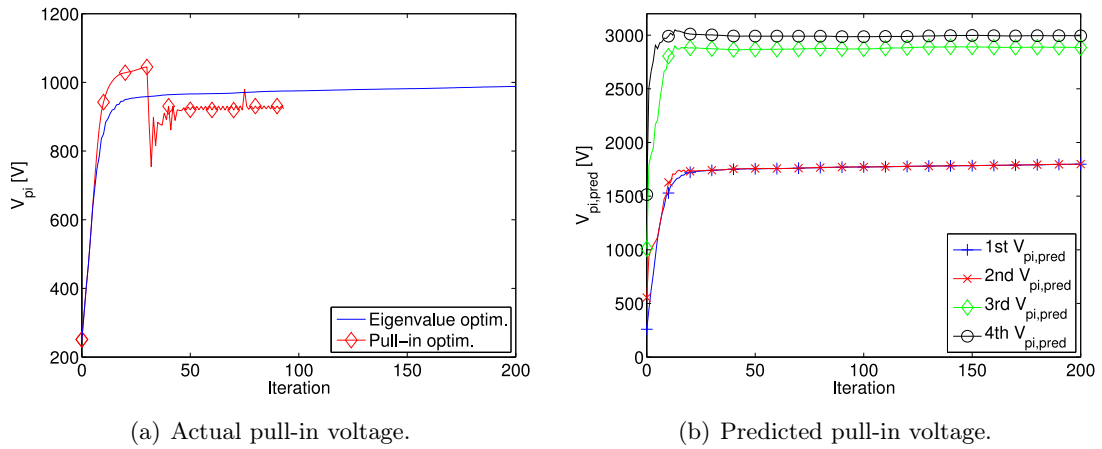 1200
1000
800
600
400
200
0
50
100
150
200
V_pi [V]
Iteration
Eigenvalue optim.
Pull-in optim.
(a) Actual pull-in voltage.
3000
2500
2000
1500
1000
500
0
0
50
100
150
200
V_pi,pred [V]
Iteration
1st V_pi,pred
2nd V_pi,pred
3rd V_pi,pred
4th V_pi,pred
(b) Predicted pull-in voltage.